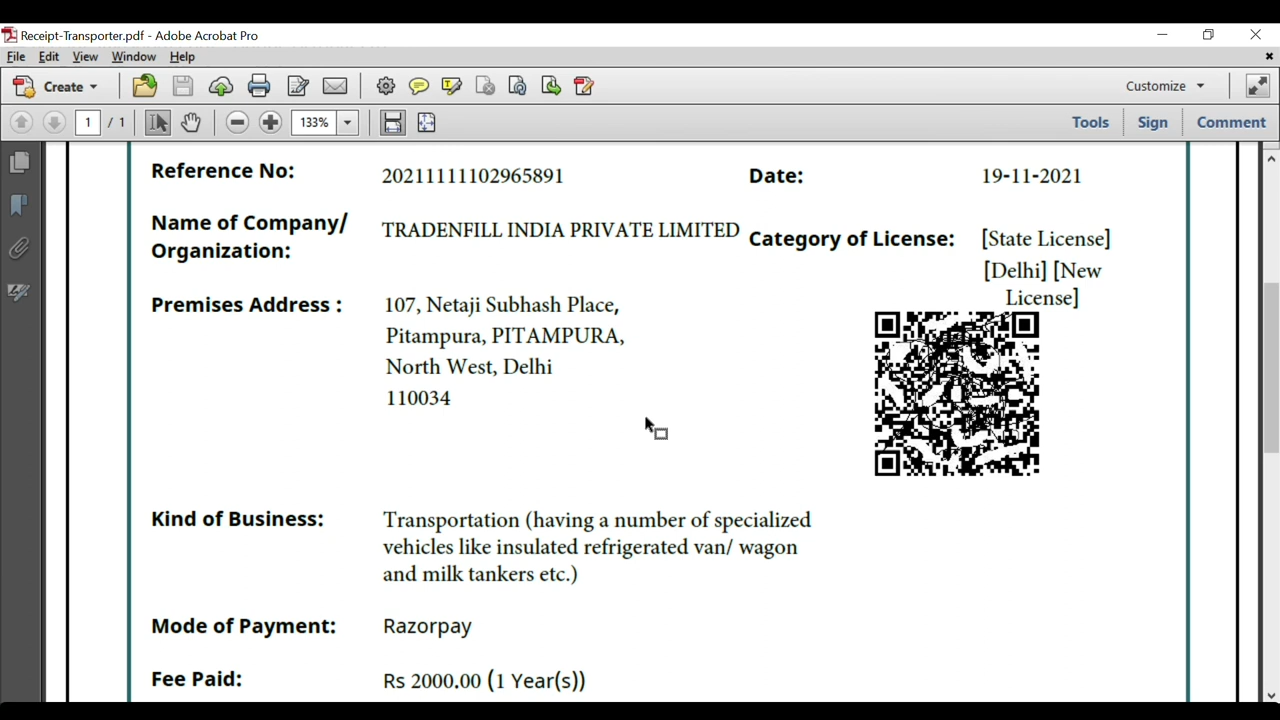 Receipt-Transporter.pdf - Adobe Acrobat Pro
File Edit View Window Help
Create Customize
1 / 1 133% Tools Sign Comment
Reference No: 20211111102965891 Date: 19-11-2021
Name of Company/
Organization:
TRADENFILL INDIA PRIVATE LIMITED
Category of License: [State License]
[Delhi] [New
License]
Premises Address : 107, Netaji Subhash Place,
Pitampura, PITAMPURA,
North West, Delhi
110034
Kind of Business: Transportation (having a number of specialized
vehicles like insulated refrigerated van/ wagon
and milk tankers etc.)
Mode of Payment: Razorpay
Fee Paid: Rs 2000.00 (1 Year(s))